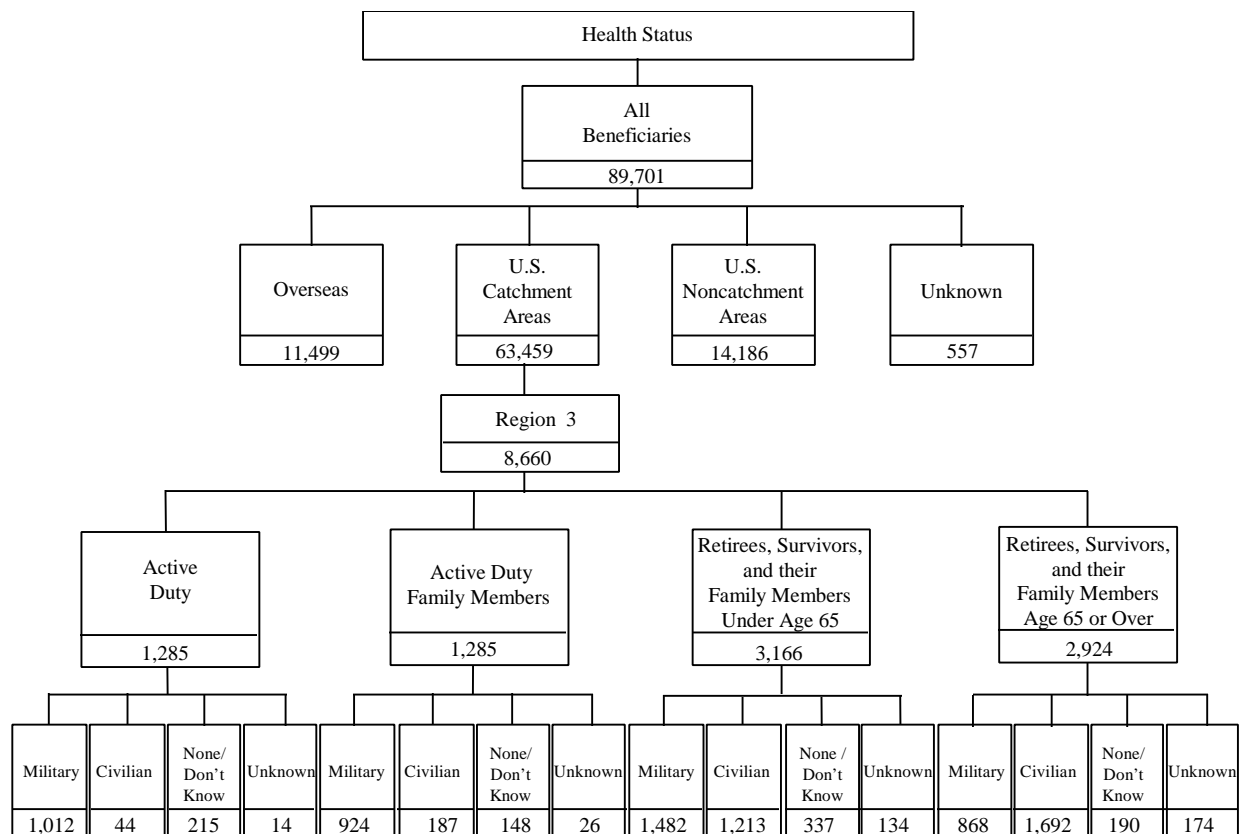 Health Status
All
Beneficiaries
89,701
Overseas
11,499
U.S.
Catchment
Areas
63,459
U.S.
Noncatchment
Areas
14,186
Unknown
557
Region 3
8,660
Active
Duty
1,285
Active Duty
Family Members
1,285
Retirees, Survivors,
and their
Family Members
Under Age 65
3,166
Retirees, Survivors,
and their
Family Members
Age 65 or Over
2,924
Military
1,012
Civilian
44
None/
Don't
Know
215
Unknown
14
Military
924
Civilian
187
None/
Don't
Know
148
Unknown
26
Military
1,482
Civilian
1,213
None /
Don't
Know
337
Unknown
134
Military
868
Civilian
1,692
None/
Don't
Know
190
Unknown
174